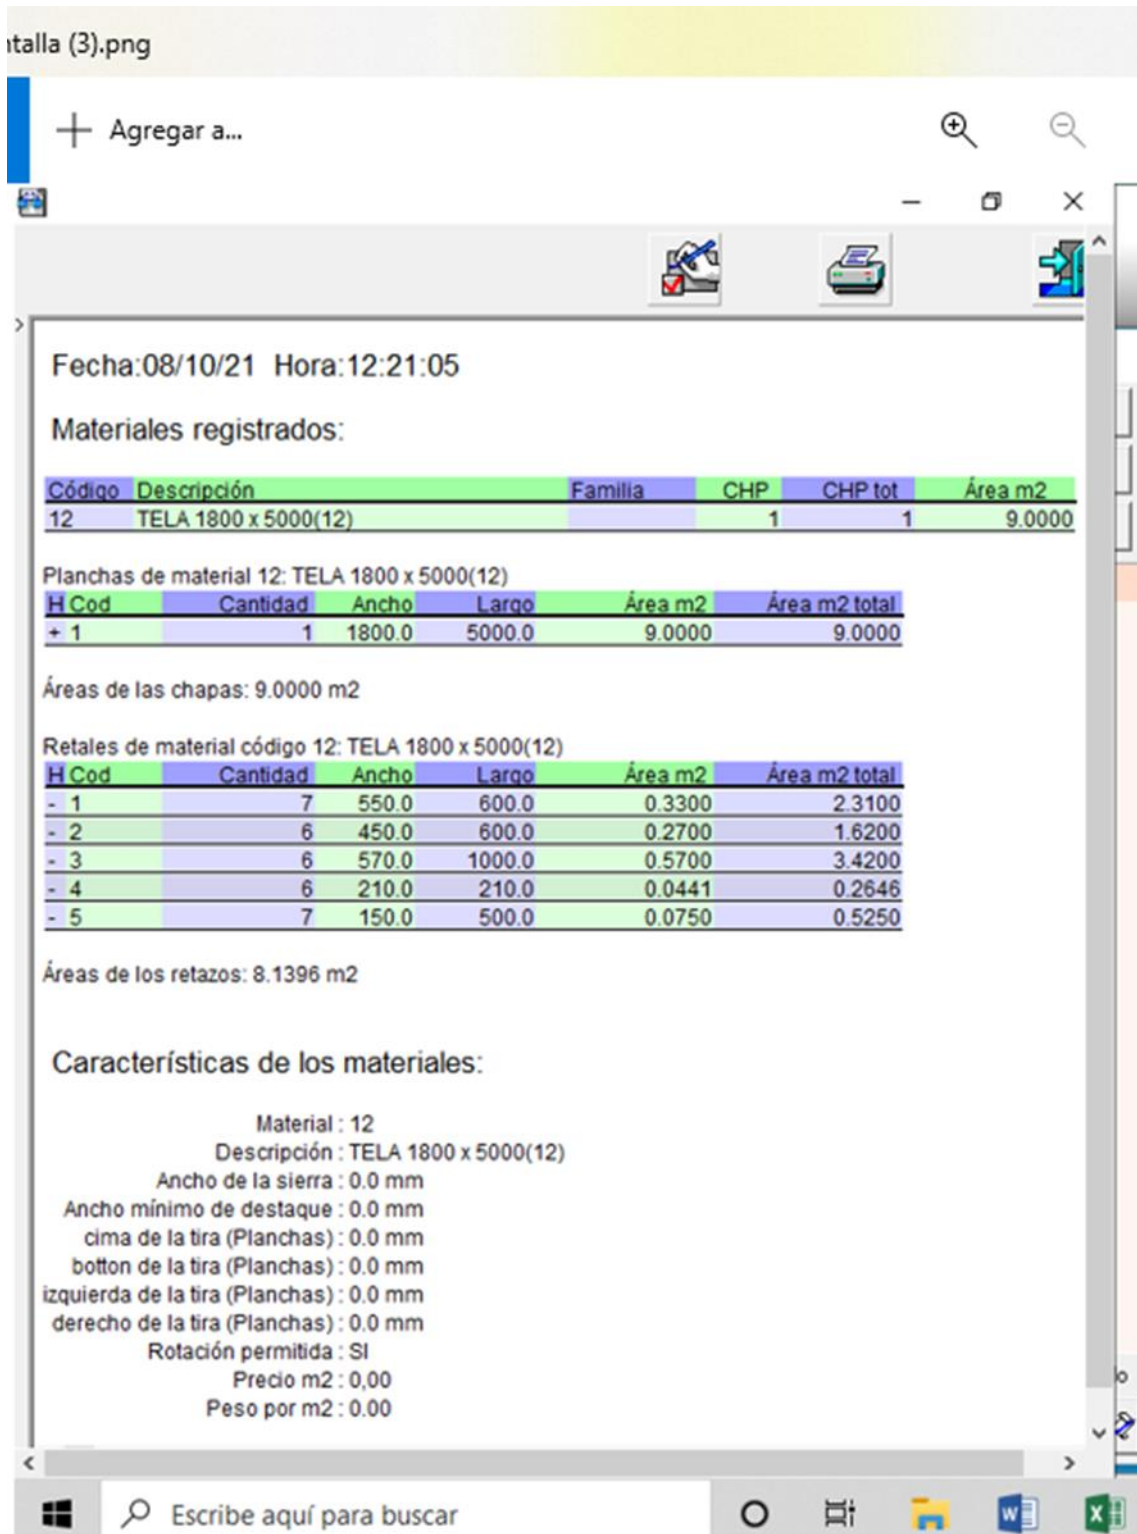 ntalla (3).png
Agregar a...
Fecha:08/10/21 Hora:12:21:05
Materiales registrados:
Código Descripción Familia CHP CHP tot Área m2
12 TELA 1800 x 5000(12) 1 1 9.0000
Planchas de material 12: TELA 1800 x 5000(12)
H Cod Cantidad Ancho Largo Área m2 Área m2 total
+ 1 1 1800.0 5000.0 9.0000 9.0000
Áreas de las chapas: 9.0000 m2
Retales de material código 12: TELA 1800 x 5000(12)
H Cod Cantidad Ancho Largo Área m2 Área m2 total
- 1 7 550.0 600.0 0.3300 2.3100
- 2 6 450.0 600.0 0.2700 1.6200
- 3 6 570.0 1000.0 0.5700 3.4200
- 4 6 210.0 210.0 0.0441 0.2646
- 5 7 150.0 500.0 0.0750 0.5250
Áreas de los retazos: 8.1396 m2
Características de los materiales:
Material : 12
Descripción : TELA 1800 x 5000(12)
Ancho de la sierra : 0.0 mm
Ancho mínimo de destaque : 0.0 mm
cima de la tira (Planchas) : 0.0 mm
botton de la tira (Planchas) : 0.0 mm
izquierda de la tira (Planchas) : 0.0 mm
derecho de la tira (Planchas) : 0.0 mm
Rotación permitida : SI
Precio m2 : 0,00
Peso por m2 : 0.00
Escribe aquí para buscar